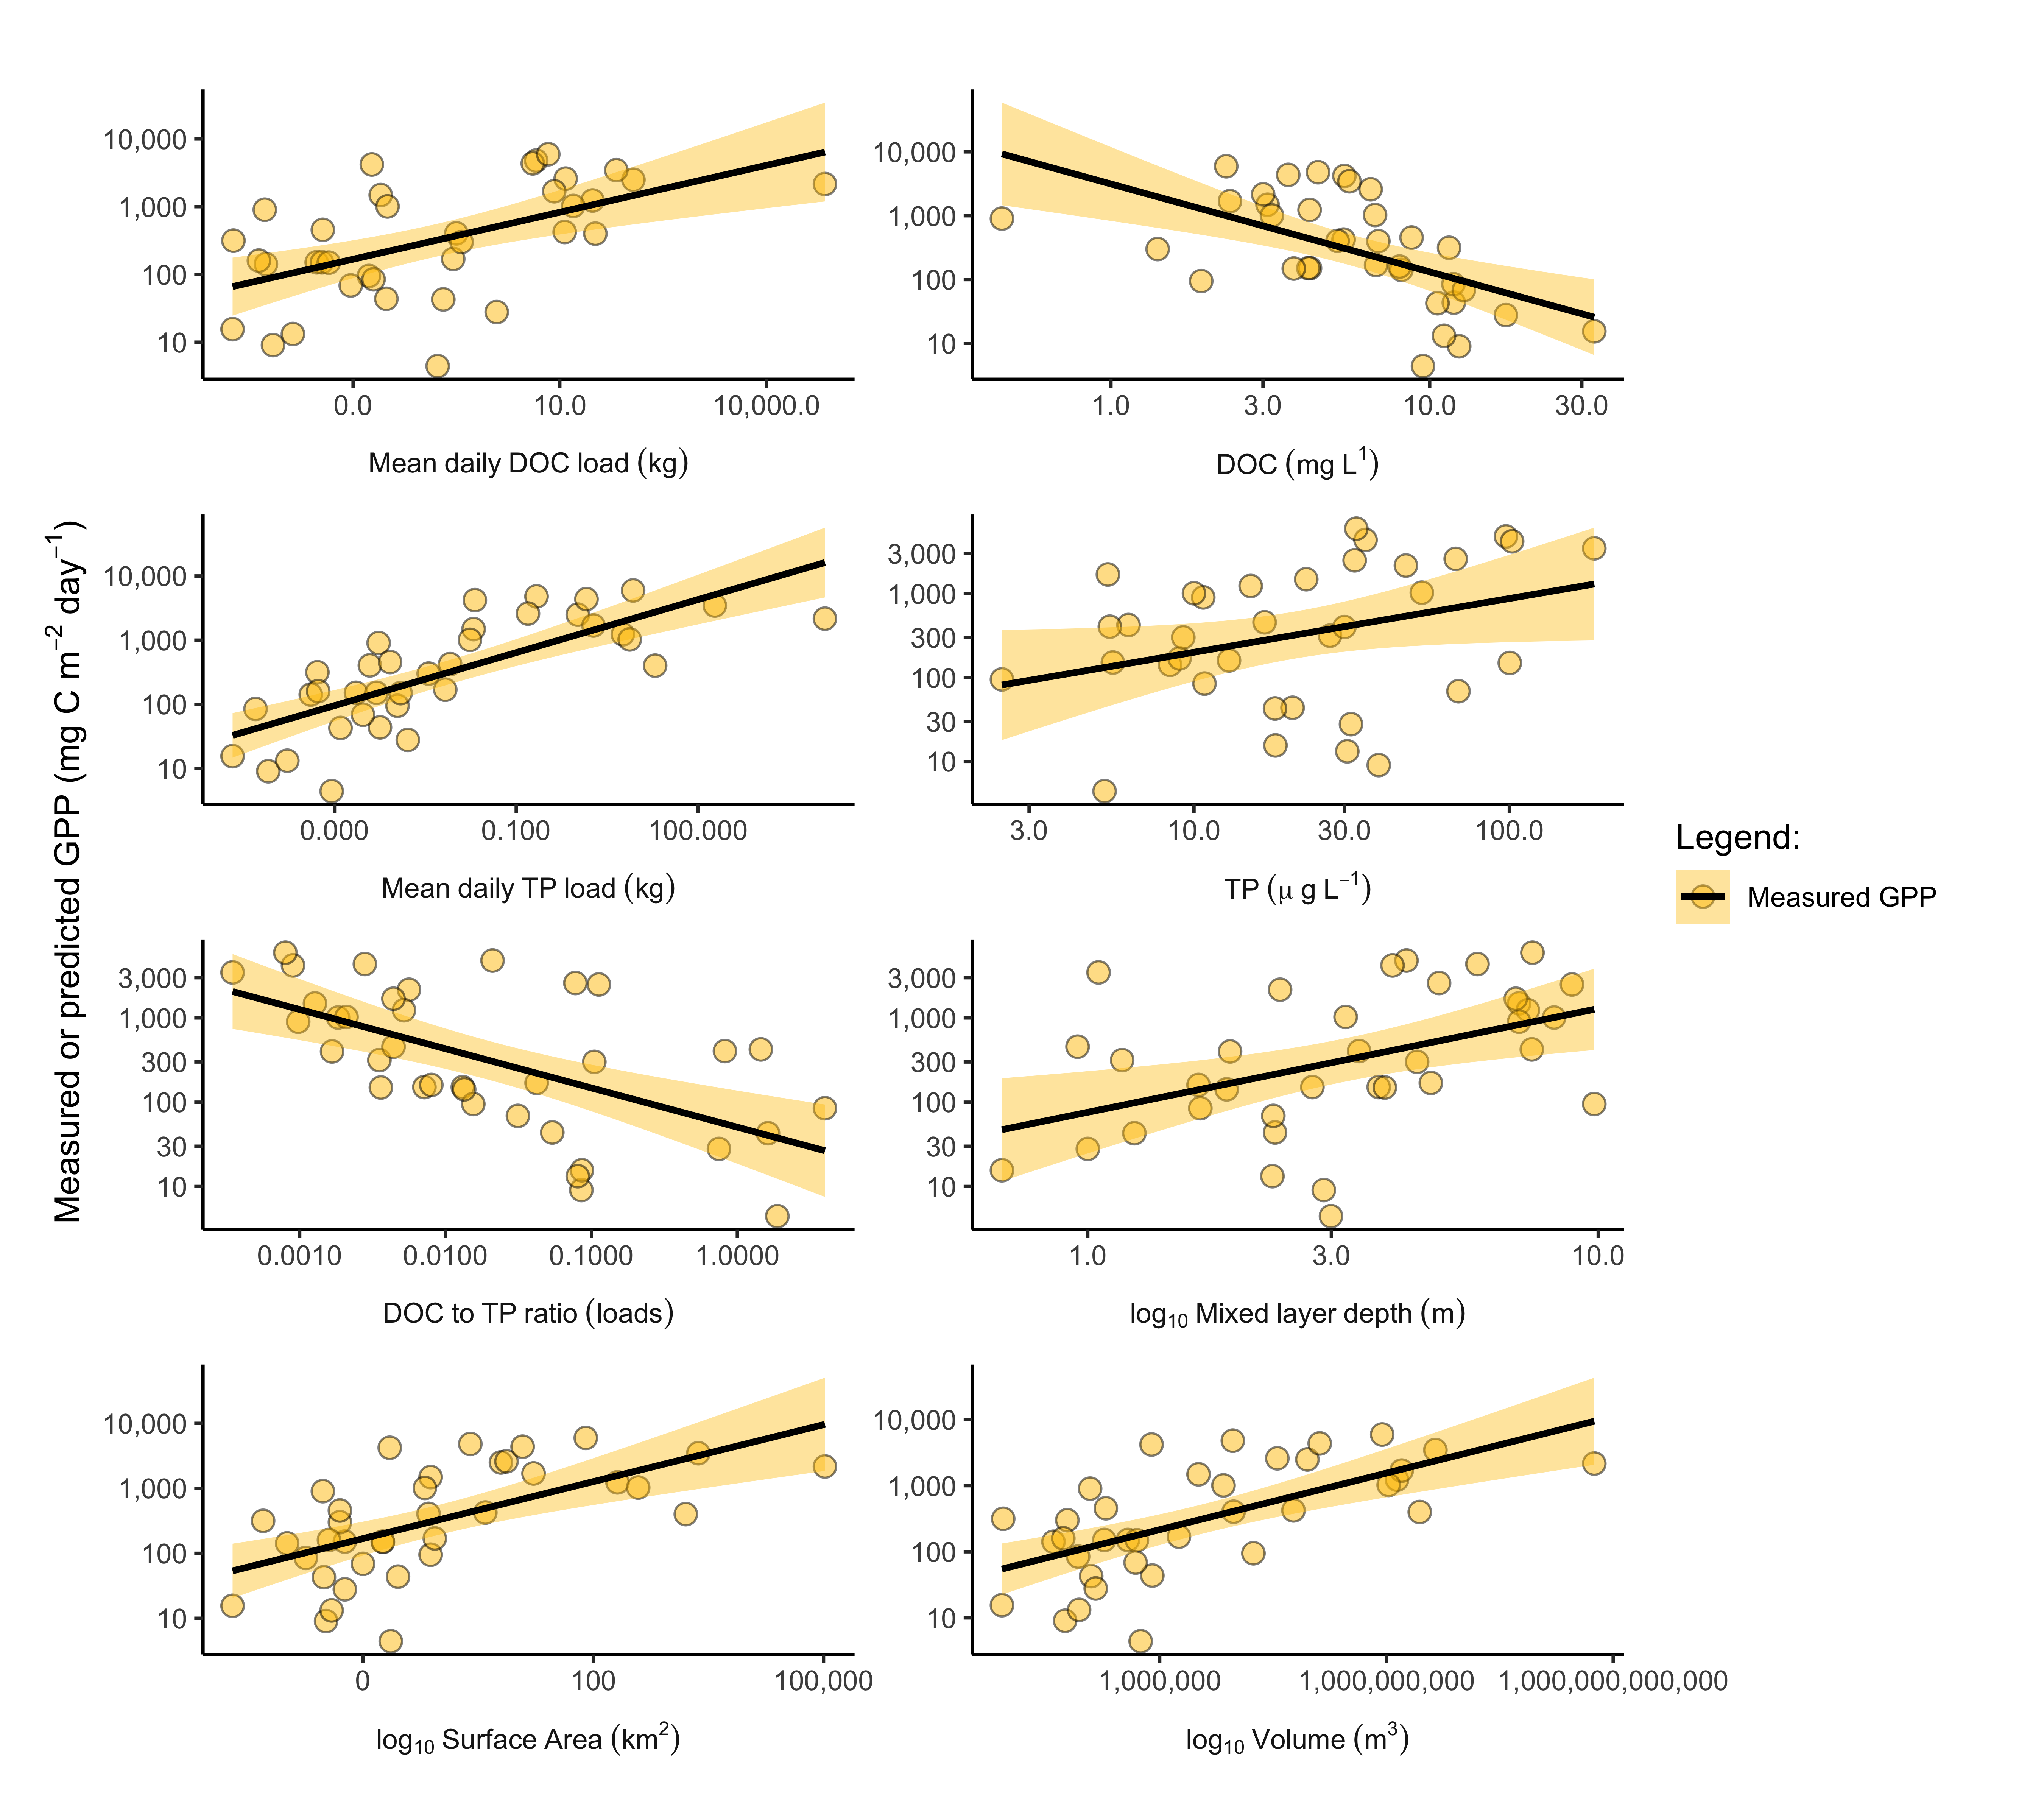 Measured or predicted GPP (mg C m⁻² day⁻¹)
10,000
1,000
100
10
0.0 10.0 10,000.0
Mean daily DOC load (kg)
10,000
1,000
100
10
1.0 3.0 10.0 30.0
DOC (mg L¹)
10,000
1,000
100
10
0.000 0.100 100.000
Mean daily TP load (kg)
3,000
1,000
300
100
30
10
3.0 10.0 30.0 100.0
TP (μ g L⁻¹)
Legend:
Measured GPP
3,000
1,000
300
100
30
10
0.0010 0.0100 0.1000 1.0000
DOC to TP ratio (loads)
3,000
1,000
300
100
30
10
1.0 3.0 10.0
log₁₀ Mixed layer depth (m)
10,000
1,000
100
10
0 100 100,000
log₁₀ Surface Area (km²)
10,000
1,000
100
10
1,000,000 1,000,000,000 1,000,000,000,000
log₁₀ Volume (m³)